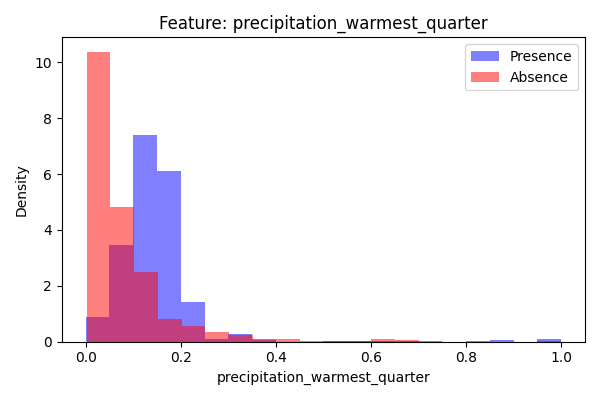 Feature: precipitation_warmest_quarter
Presence
Absence
Density
10
8
6
4
2
0
0.0 0.2 0.4 0.6 0.8 1.0
precipitation_warmest_quarter